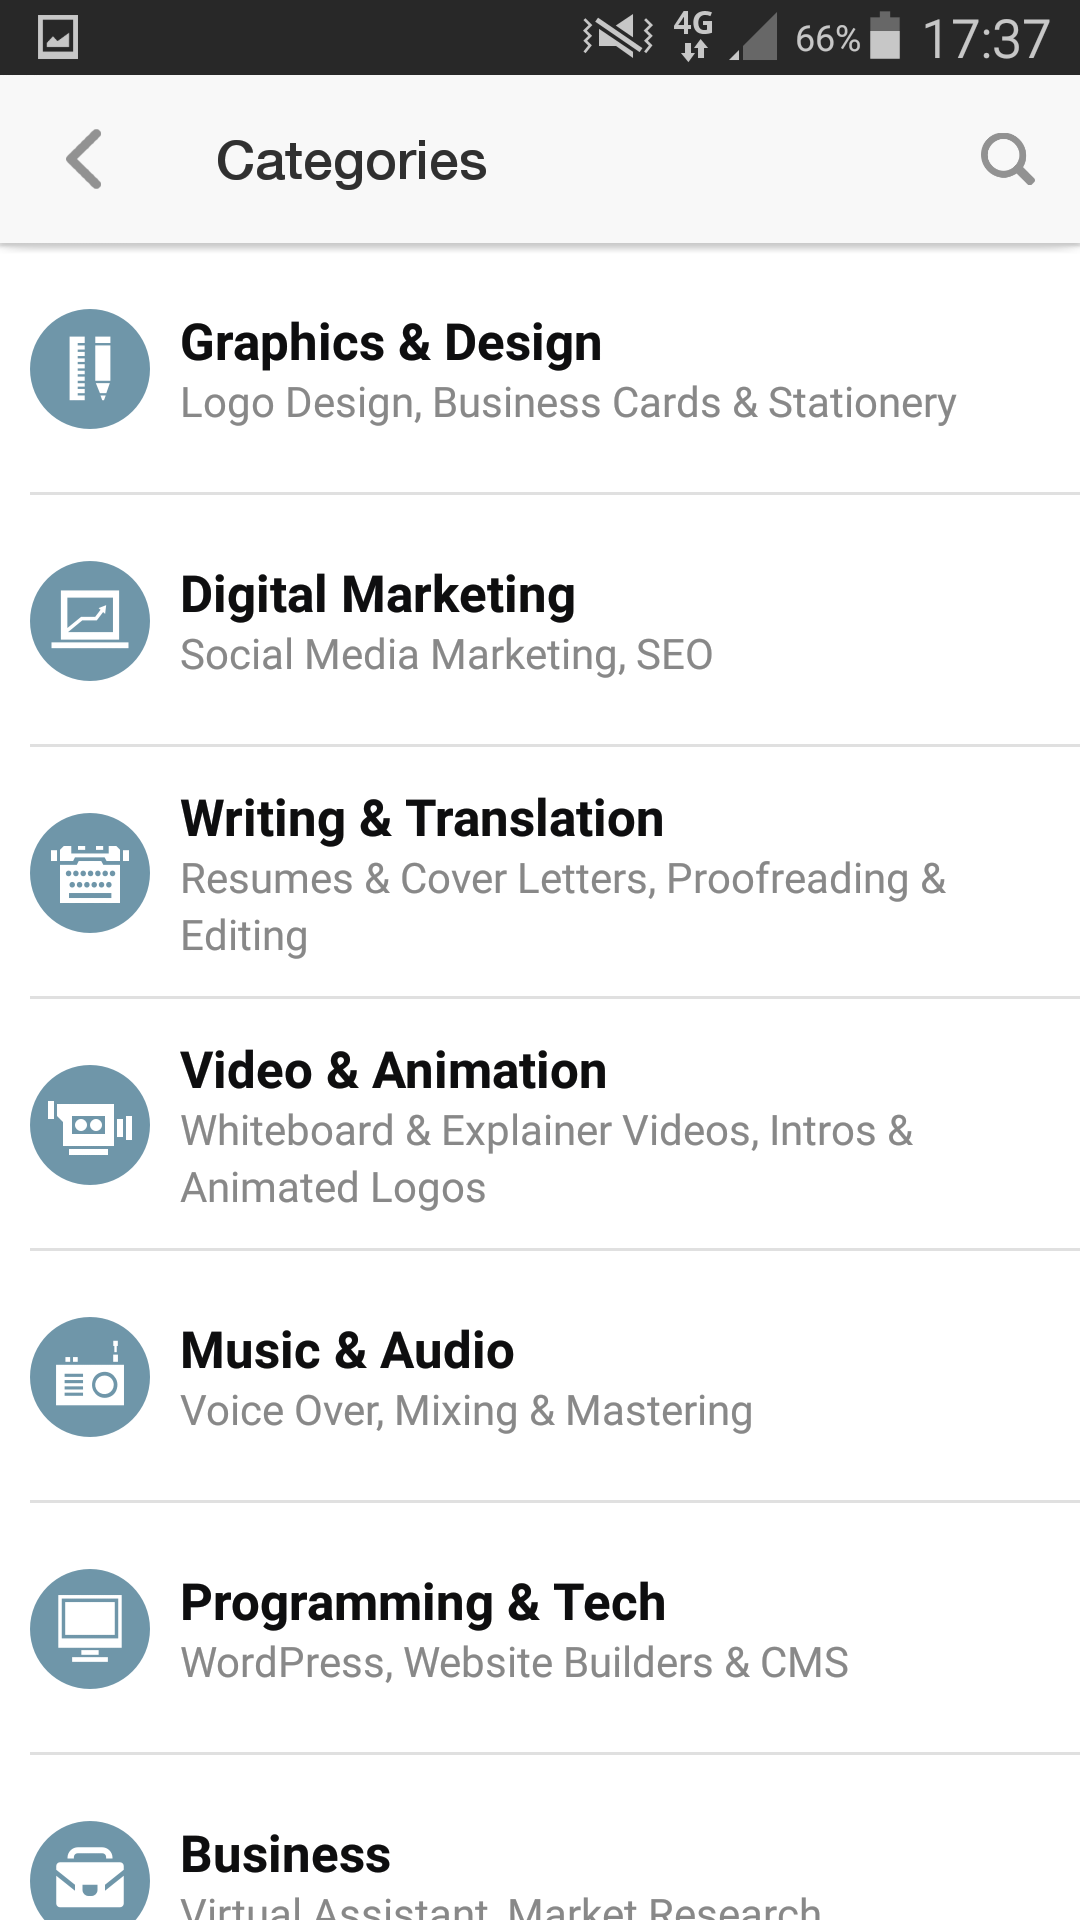 4G 66% 17:37
Categories
Graphics & Design
Logo Design, Business Cards & Stationery
Digital Marketing
Social Media Marketing, SEO
Writing & Translation
Resumes & Cover Letters, Proofreading &
Editing
Video & Animation
Whiteboard & Explainer Videos, Intros &
Animated Logos
Music & Audio
Voice Over, Mixing & Mastering
Programming & Tech
WordPress, Website Builders & CMS
Business
Virtual Assistant, Market Research